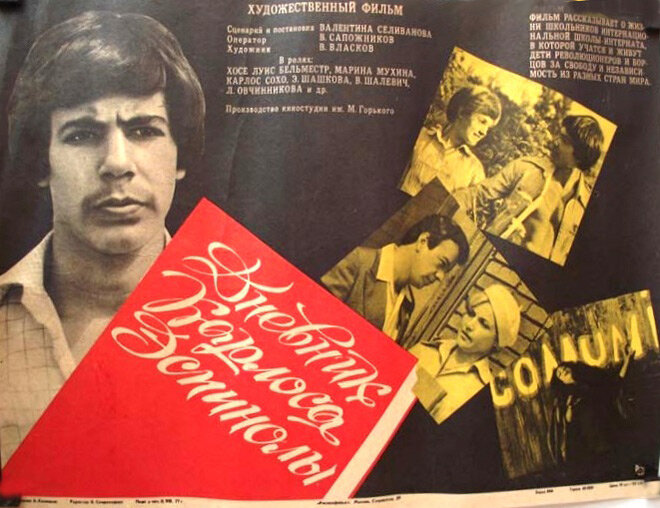 ХУДОЖЕСТВЕННЫЙ ФИЛЬМ
Сценарий и постановка ВАЛЕНТИНА СЕЛИВАНОВА
Оператор В. САПОЖНИКОВ
Художник В. ВЛАСКОВ
В ролях:
ХОСЕ ЛУИС БЕЛЬМЕСТР, МАРИНА МУХИНА,
КАРЛОС СОХО, З. ШАШКОВА, В. ШАЛЕВИЧ,
Л. ОВЧИННИКОВА и др.
Производство киностудии им. М. Горького
ФИЛЬМ РАССКАЗЫВАЕТ О ЖИЗ-
НИ ШКОЛЬНИКОВ ИНТЕРНАЦИО-
НАЛЬНОЙ ШКОЛЫ ИНТЕРНАТА,
В КОТОРОЙ УЧАТСЯ И ЖИВУТ
ДЕТИ РЕВОЛЮЦИОНЕРОВ И БОР-
ЦОВ ЗА СВОБОДУ И НЕЗАВИСИ
МОСТЬ ИЗ РАЗНЫХ СТРАН МИРА.
Дневник
Карлоса
Эспинолы
COMUNI
Редактор